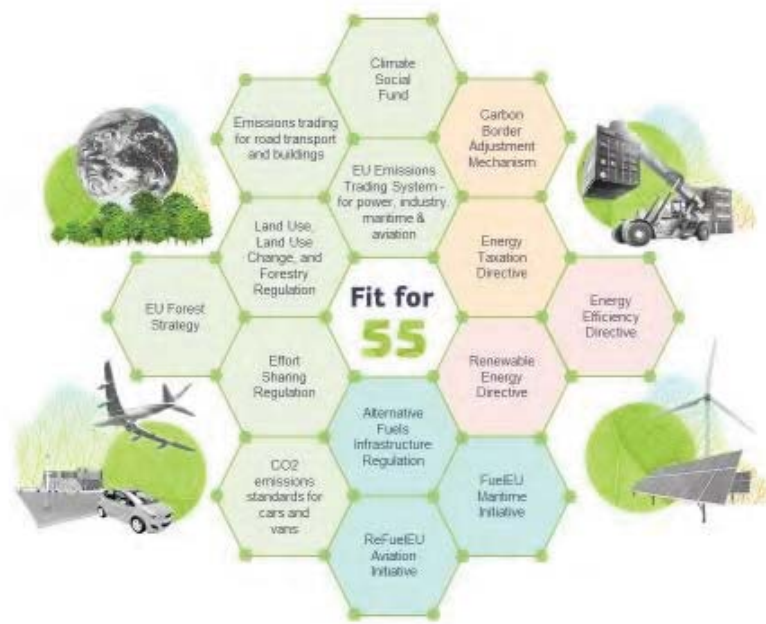 Climate
Social
Fund
Emissions trading
for road transport
and buildings
Carbon
Border
Adjustment
Mechanism
EU Emissions
Trading System -
for power, industry,
maritime &
aviation
Land Use,
Land Use
Change, and
Forestry
Regulation
Energy
Taxation
Directive
EU Forest
Strategy
Fit for
55
Energy
Efficiency
Directive
Effort
Sharing
Regulation
Renewable
Energy
Directive
Alternative
Fuels
Infrastructure
Regulation
CO2
emissions
standards for
cars and
vans
FuelEU
Maritime
Initiative
ReFuelEU
Aviation
Initiative